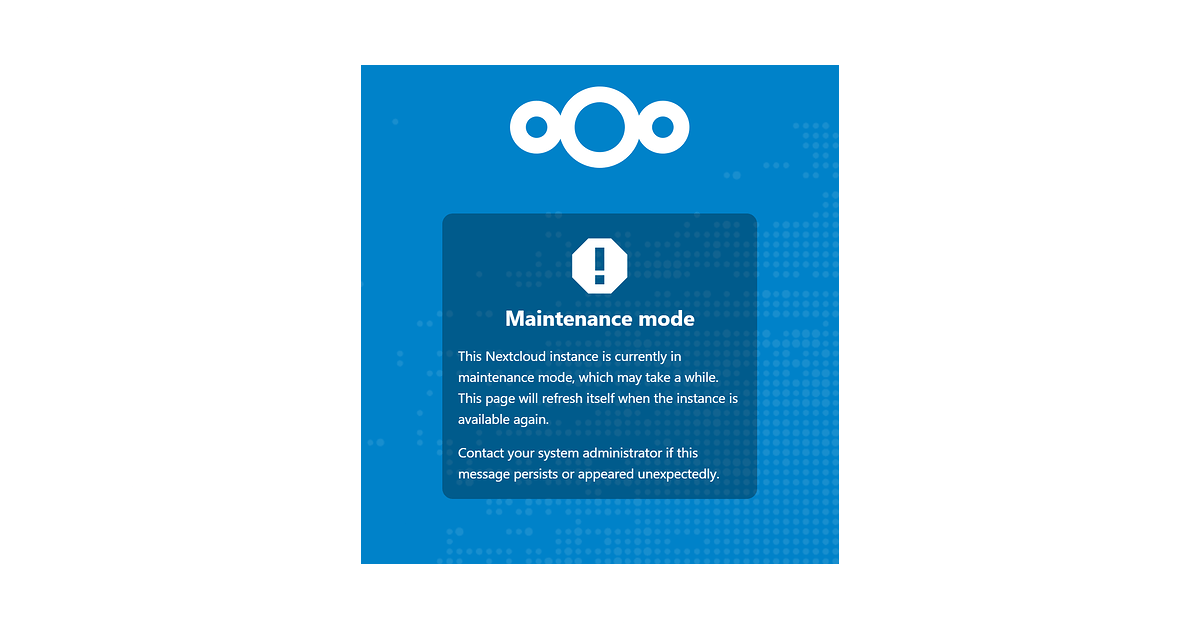 Maintenance mode
This Nextcloud instance is currently in
maintenance mode, which may take a while.
This page will refresh itself when the instance is
available again.
Contact your system administrator if this
message persists or appeared unexpectedly.